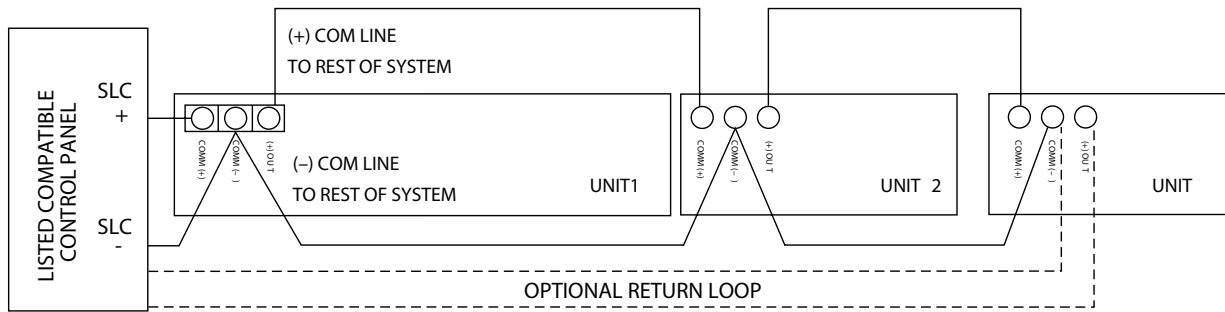 LISTED COMPATIBLE
CONTROL PANEL
SLC
+
SLC
-
(+) COM LINE
TO REST OF SYSTEM
COMM (+)
COMM (– )
(+) OUT
(–) COM LINE
TO REST OF SYSTEM
UNIT1
COMM (+)
COMM (– )
(+) OUT
UNIT 2
COMM (+)
COMM (– )
(+) OUT
UNIT
OPTIONAL RETURN LOOP